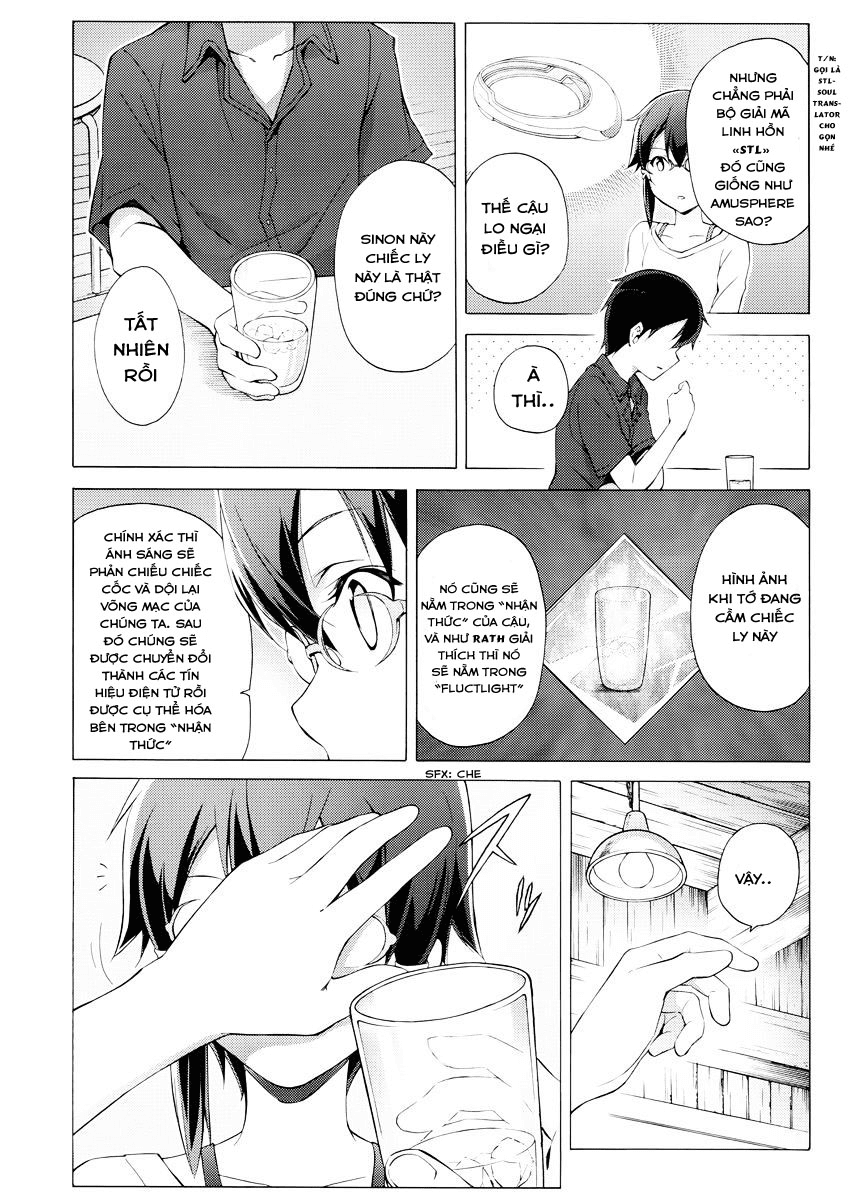 NHƯNG
CHẲNG PHẢI
BỘ GIẢI MÃ
LINH HỒN
«STL»
ĐÓ CŨNG
GIỐNG NHƯ
AMUSPHERE
SAO?
T/N:
GỌI LÀ
STL-
SOUL
TRANS-
LATOR
CHO
GỌN
NHÉ
THẾ CẬU
LO NGẠI
ĐIỀU GÌ?
À
THÌ..
SINON NÀY
CHIẾC LY
NÀY LÀ THẬT
ĐÚNG CHỨ?
TẤT
NHIÊN
RỒI
HÌNH ẢNH
KHI TỚ ĐANG
CẦM CHIẾC
LY NÀY
NÓ CŨNG SẼ
NẰM TRONG "NHẬN
THỨC" CỦA CẬU,
VÀ NHƯ RATH GIẢI
THÍCH THÌ NÓ
SẼ NẰM TRONG
"FLUCTLIGHT"
CHÍNH XÁC THÌ
ÁNH SÁNG SẼ
PHẢN CHIẾU CHIẾC
CỐC VÀ DỘI LẠI
VÕNG MẠC CỦA
CHÚNG TA. SAU
ĐÓ CHÚNG SẼ
ĐƯỢC CHUYỂN ĐỔI
THÀNH CÁC TÍN
HIỆU ĐIỆN TỬ RỒI
ĐƯỢC CỤ THỂ HÓA
BÊN TRONG "NHẬN
THỨC"
VẬY..
SFX: CHE